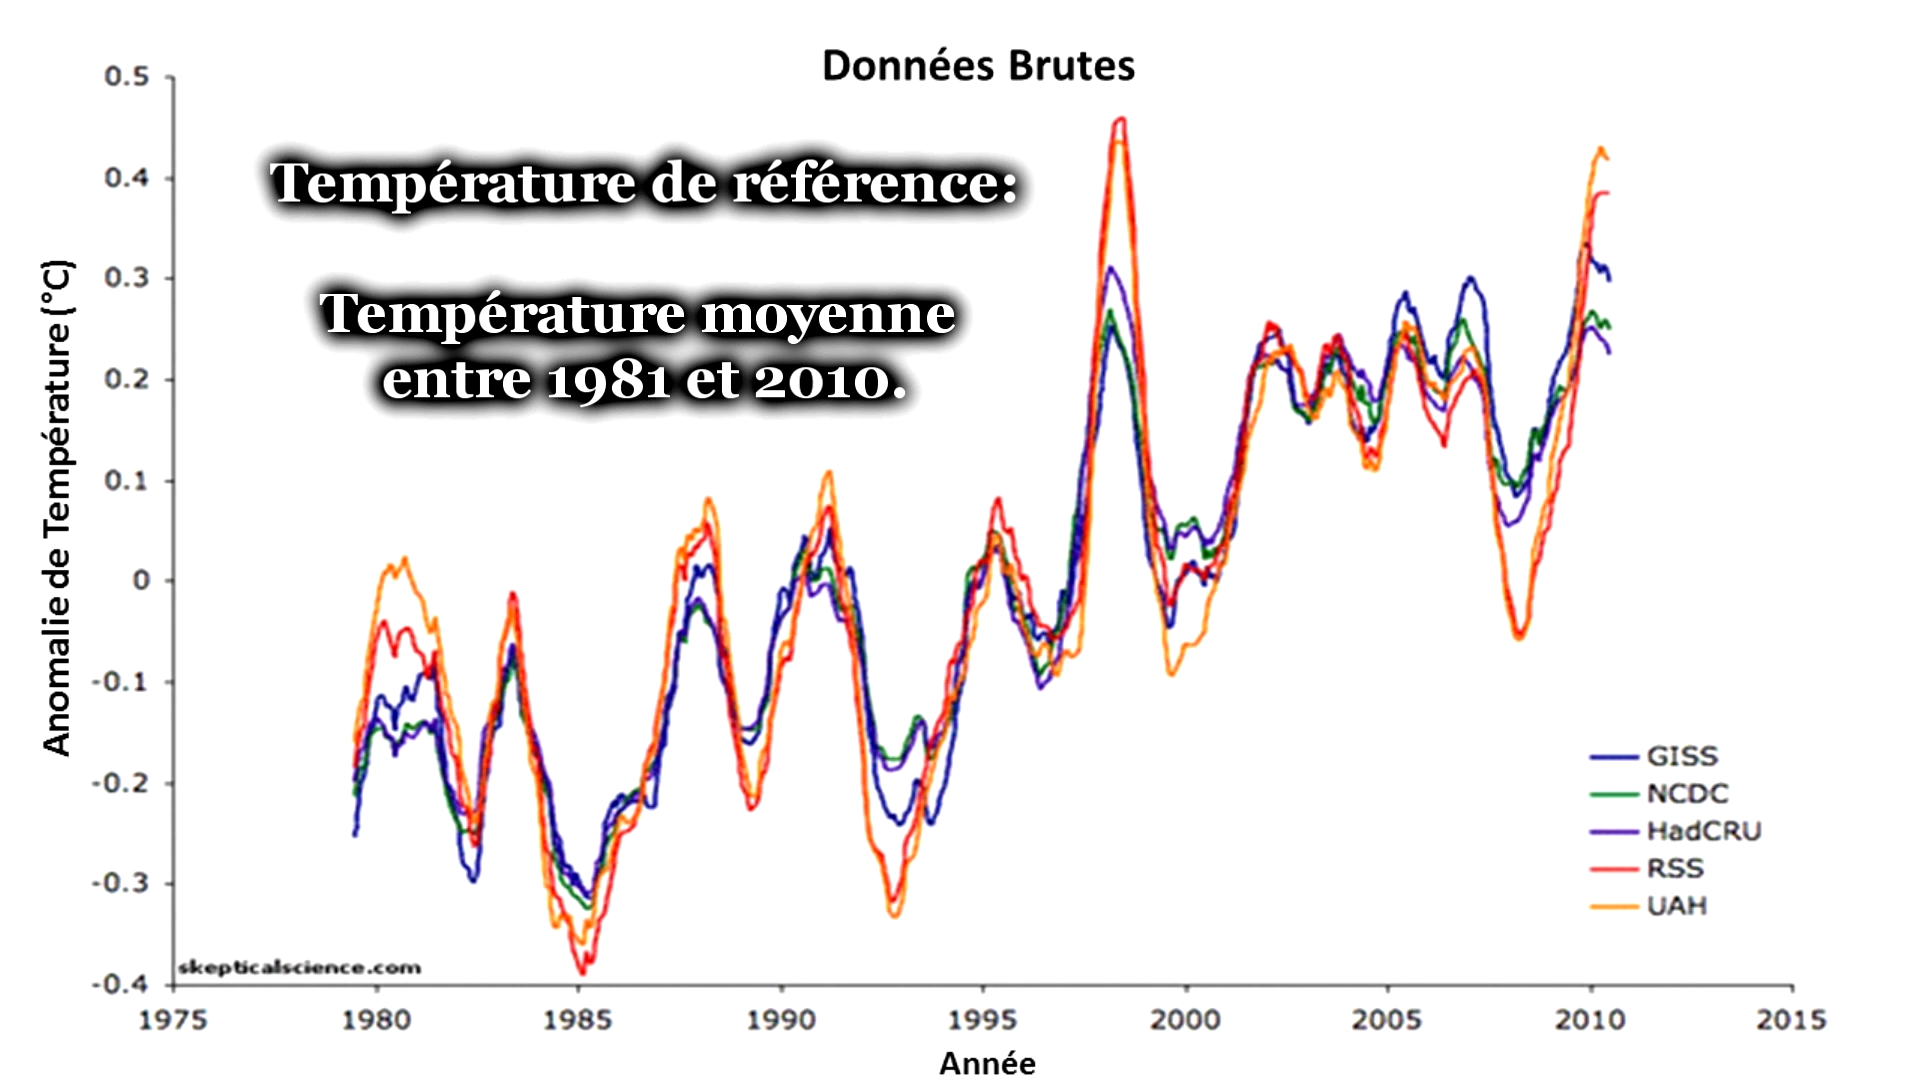 Données Brutes
Température de référence:
Température moyenne
entre 1981 et 2010.
Anomalie de Température (°C)
0.5
0.4
0.3
0.2
0.1
0
-0.1
-0.2
-0.3
-0.4
GISS
NCDC
HadCRU
RSS
UAH
skepticalscience.com
1975 1980 1985 1990 1995 2000 2005 2010 2015
Année